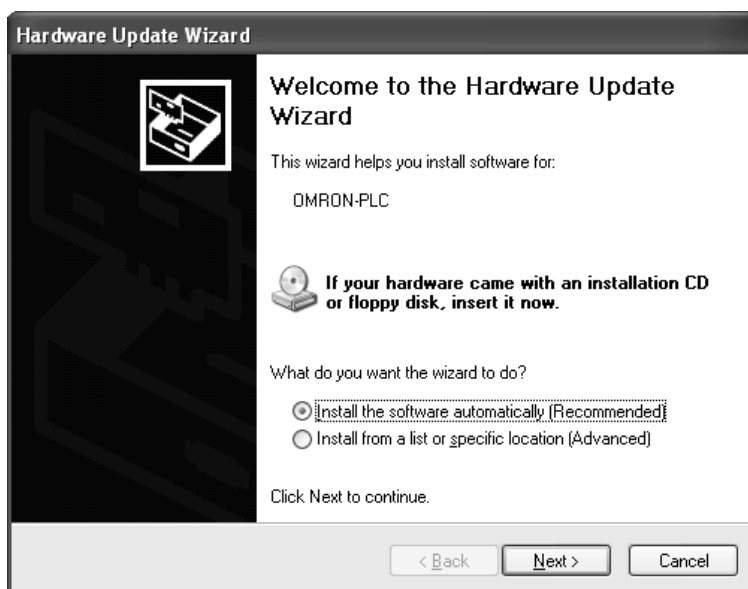 Hardware Update Wizard
Welcome to the Hardware Update
Wizard
This wizard helps you install software for:
OMRON-PLC
If your hardware came with an installation CD
or floppy disk, insert it now.
What do you want the wizard to do?
Install the software automatically (Recommended)
Install from a list or specific location (Advanced)
Click Next to continue.
< Back Next > Cancel